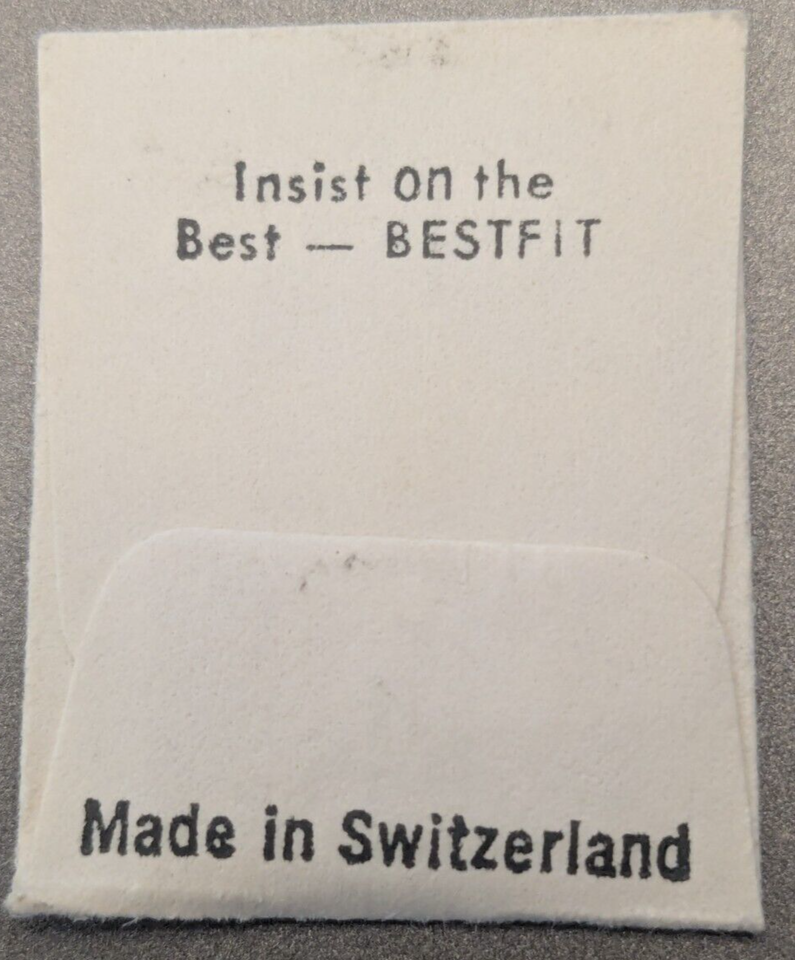 Insist on the
Best — BESTFIT
Made in Switzerland